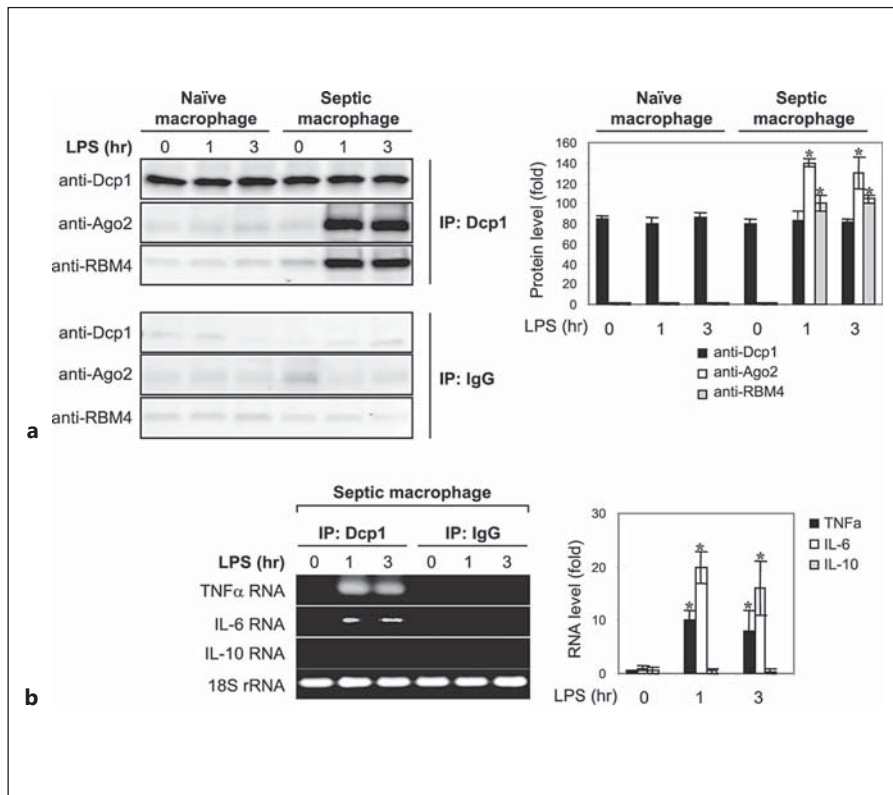 Naïve macrophage
Septic macrophage
LPS (hr) 0 1 3 0 1 3
anti-Dcp1
anti-Ago2
anti-RBM4
IP: Dcp1
anti-Dcp1
anti-Ago2
anti-RBM4
IP: IgG
a
Naïve macrophage
Septic macrophage
Protein level (fold)
160
140
120
100
80
60
40
20
0
* * * *
LPS (hr) 0 1 3 0 1 3
anti-Dcp1
anti-Ago2
anti-RBM4
Septic macrophage
IP: Dcp1 IP: IgG
LPS (hr) 0 1 3 0 1 3
TNFα RNA
IL-6 RNA
IL-10 RNA
18S rRNA
b
RNA level (fold)
30
20
10
0
* * * *
LPS (hr) 0 1 3
TNFa
IL-6
IL-10